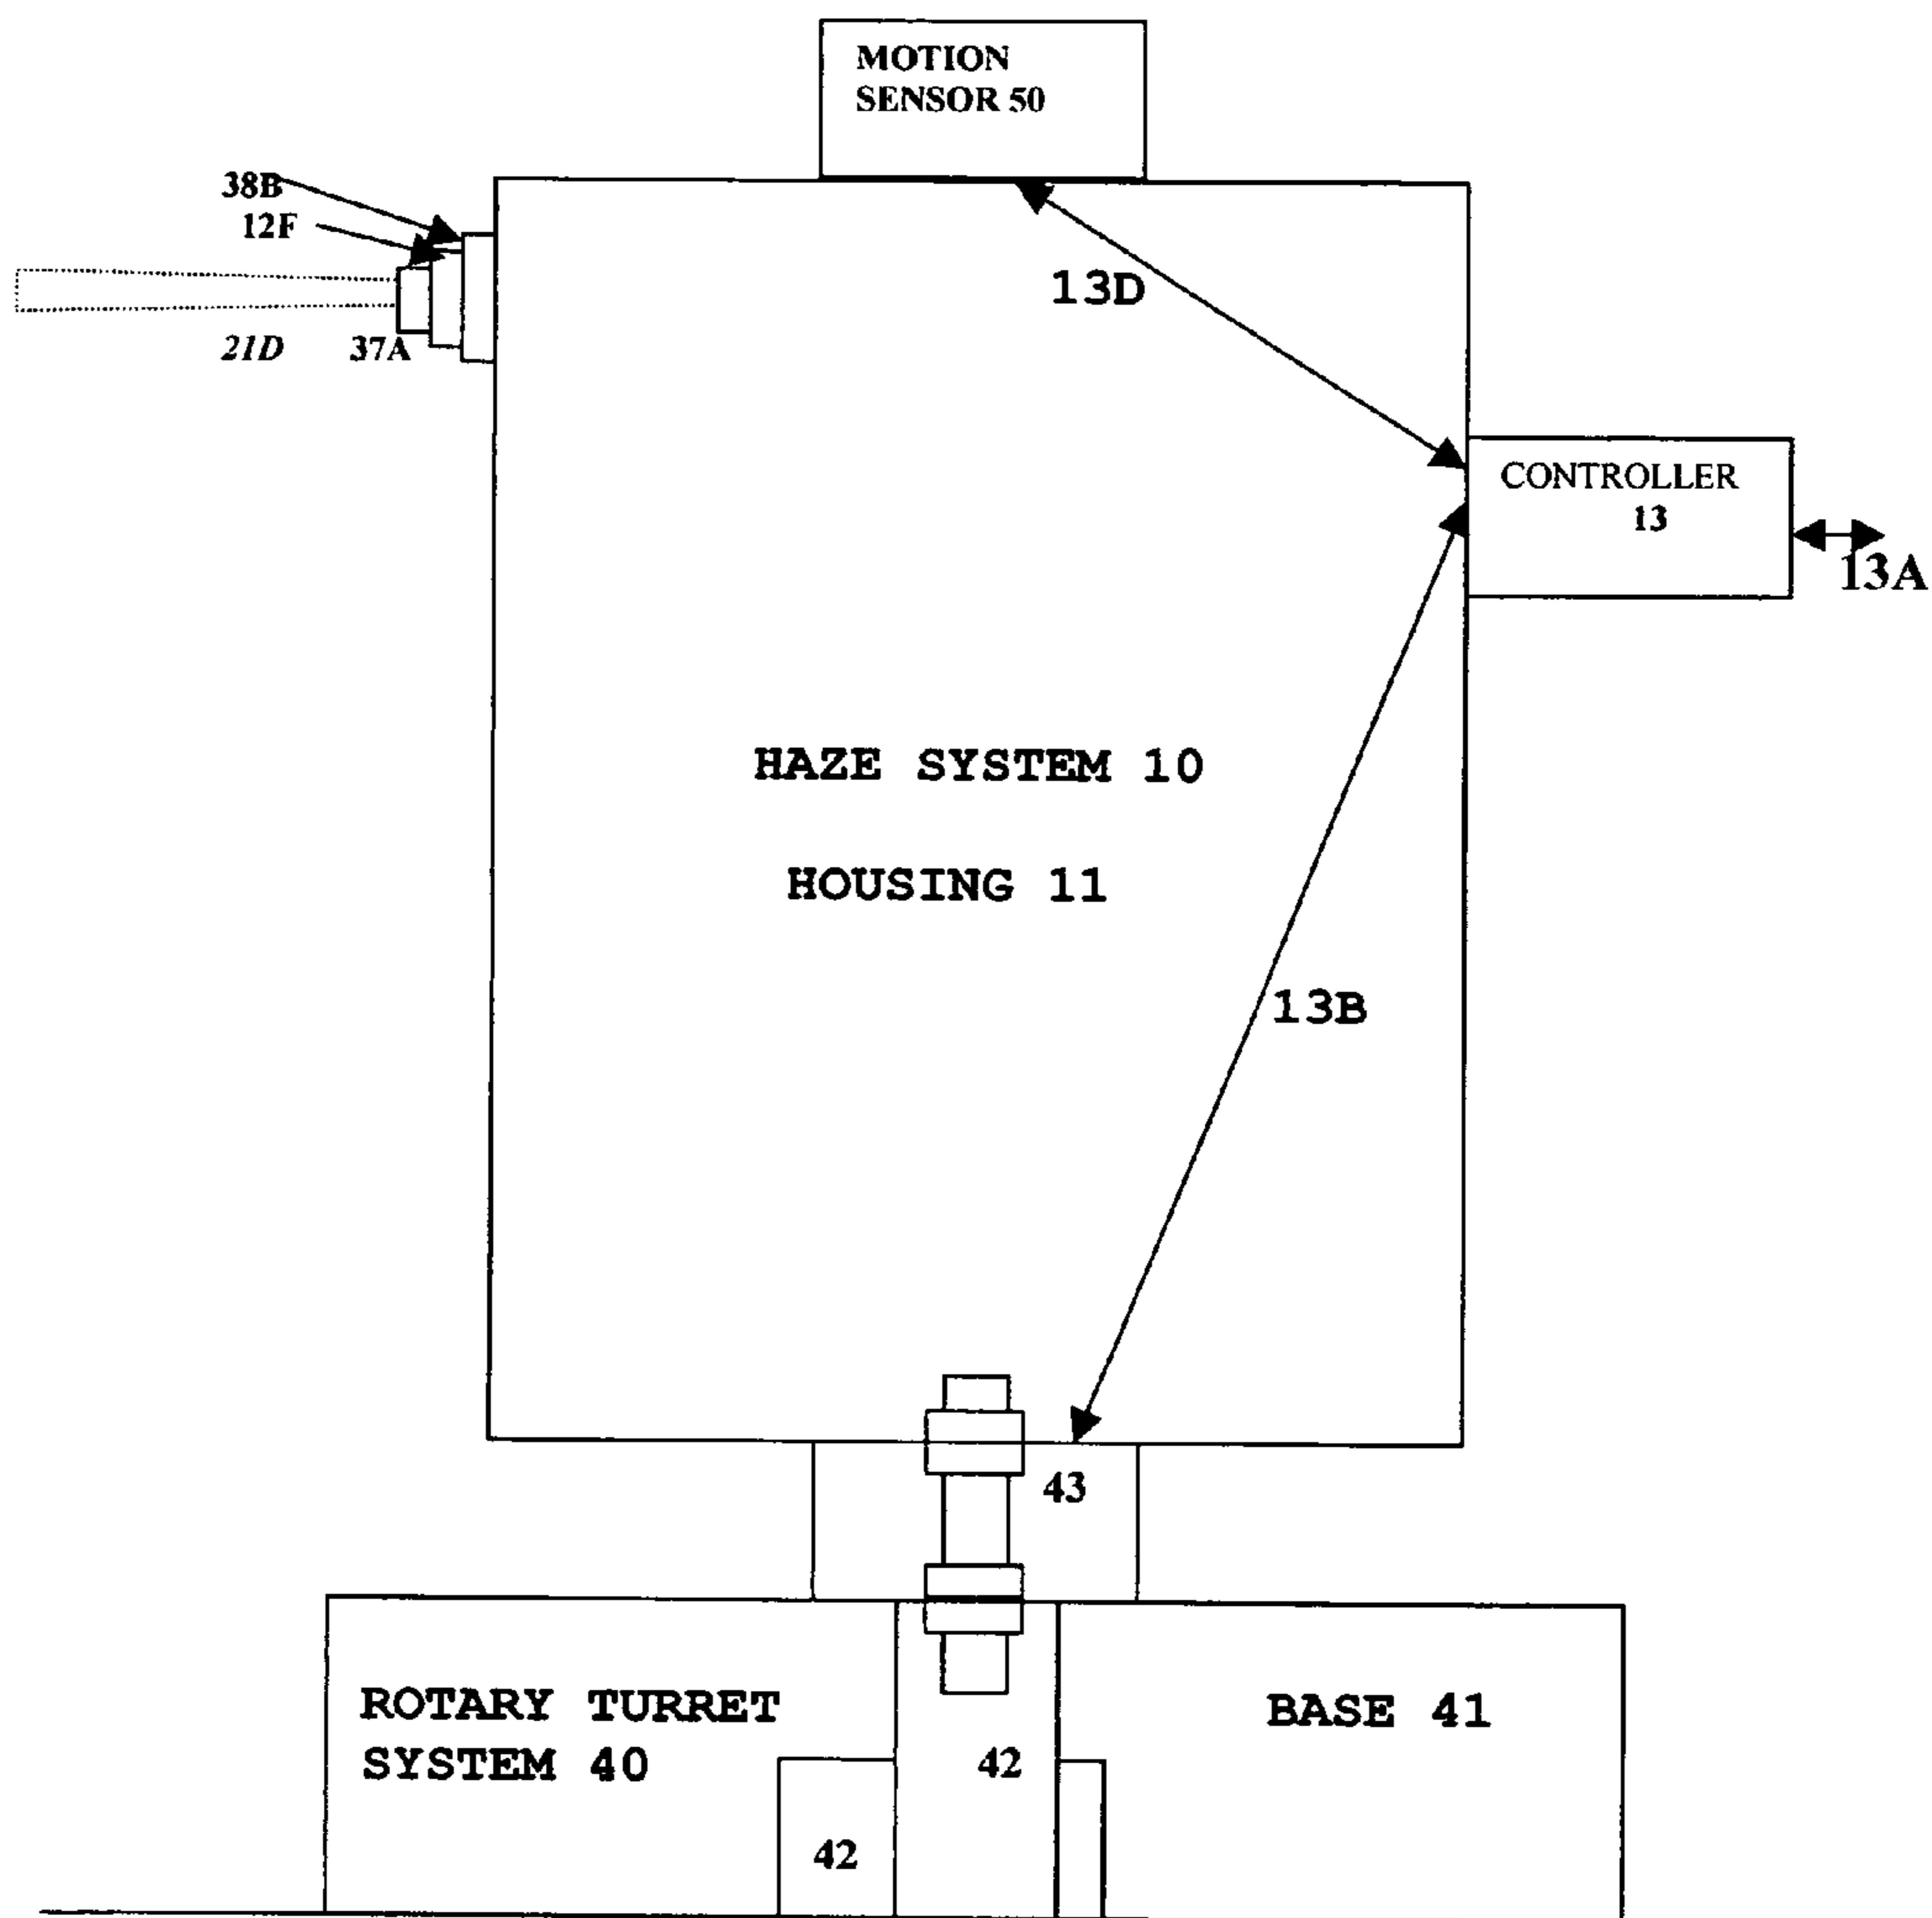 MOTION
SENSOR 50
38B
12F
13D
21D
37A
CONTROLLER
13
13A
HAZE SYSTEM 10
HOUSING 11
13B
43
ROTARY TURRET
SYSTEM 40
BASE 41
42
42